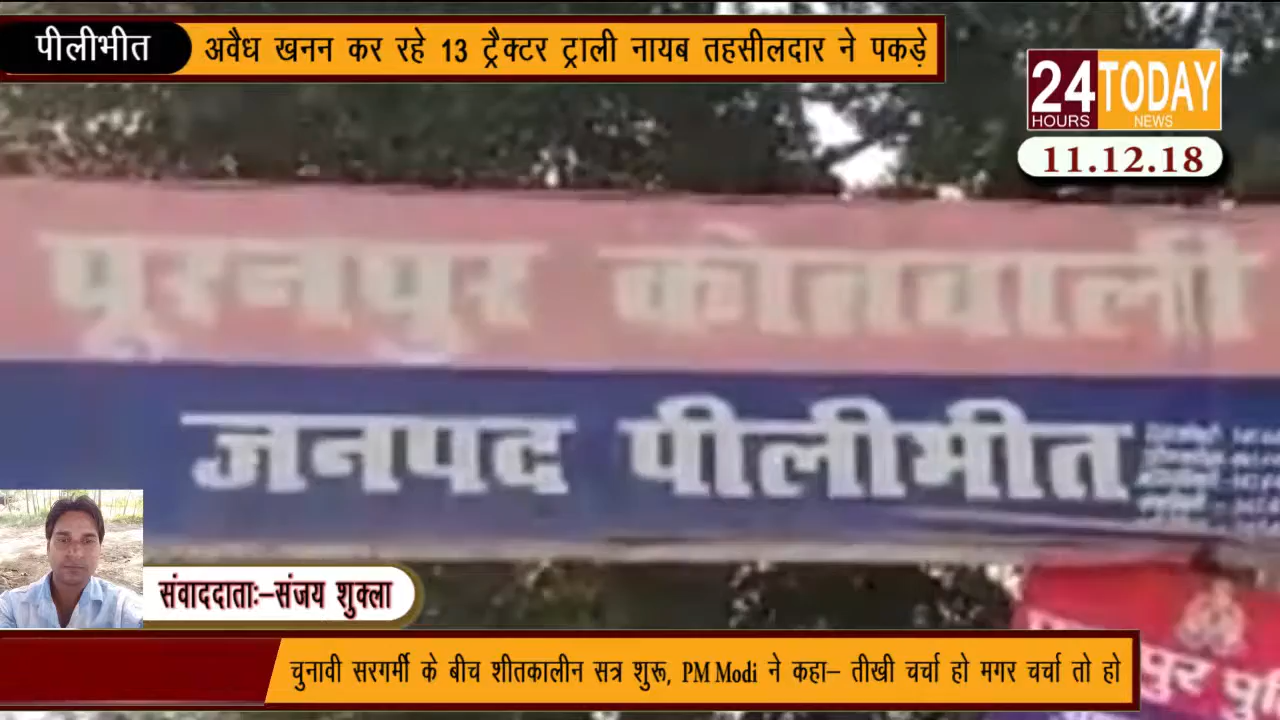 पीलीभीत
अवैध खनन कर रहे 13 ट्रैक्टर ट्राली नायब तहसीलदार ने पकड़े
24 TODAY
HOURS NEWS
11.12.18
पूरनपुर कोतवाली
जनपद पीलीभीत
संवाददाताः–संजय शुक्ला
चुनावी सरगर्मी के बीच शीतकालीन सत्र शुरू, PM Modi ने कहा– तीखी चर्चा हो मगर चर्चा तो हो